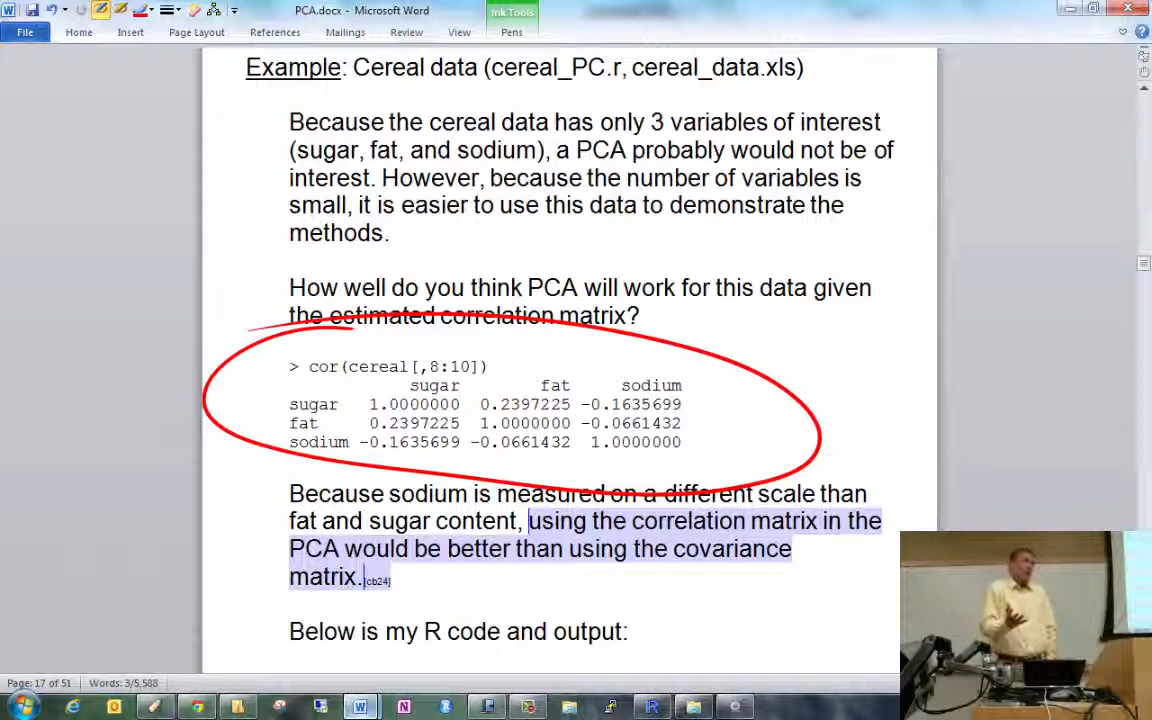 PCA.docx - Microsoft Word
Ink Tools
File Home Insert Page Layout References Mailings Review View Pens
Example: Cereal data (cereal_PC.r, cereal_data.xls)
Because the cereal data has only 3 variables of interest
(sugar, fat, and sodium), a PCA probably would not be of
interest. However, because the number of variables is
small, it is easier to use this data to demonstrate the
methods.
How well do you think PCA will work for this data given
the estimated correlation matrix?
> cor(cereal[,8:10])
sugar fat sodium
sugar 1.0000000 0.2397225 -0.1635699
fat 0.2397225 1.0000000 -0.0661432
sodium -0.1635699 -0.0661432 1.0000000
Because sodium is measured on a different scale than
fat and sugar content, using the correlation matrix in the
PCA would be better than using the covariance
matrix.[cb24]
Below is my R code and output:
Page: 17 of 51 Words: 3/5,588